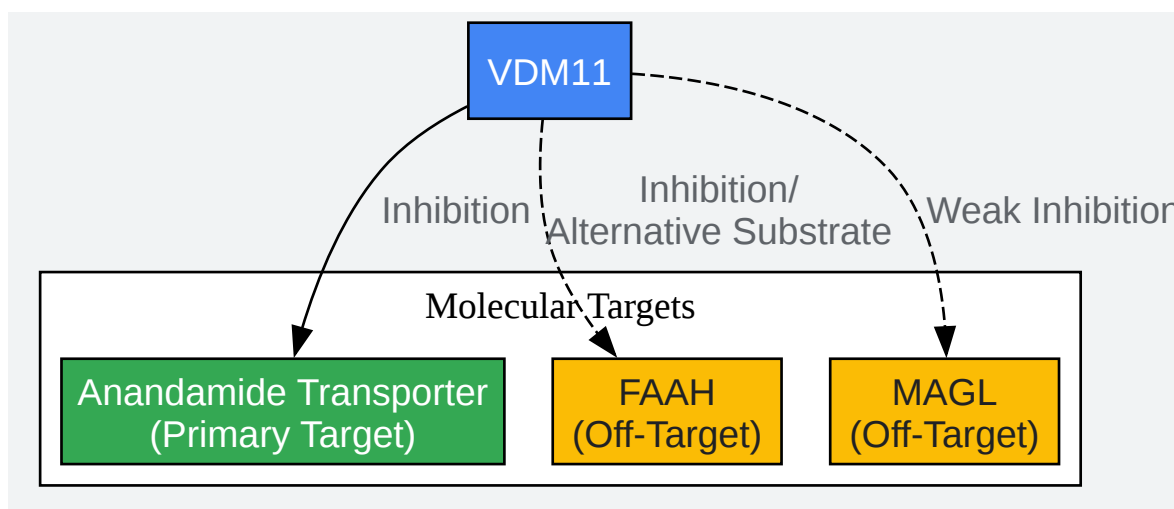 VDM11
Inhibition
Inhibition/
Alternative Substrate
Weak Inhibition
Molecular Targets
Anandamide Transporter
(Primary Target)
FAAH
(Off-Target)
MAGL
(Off-Target)